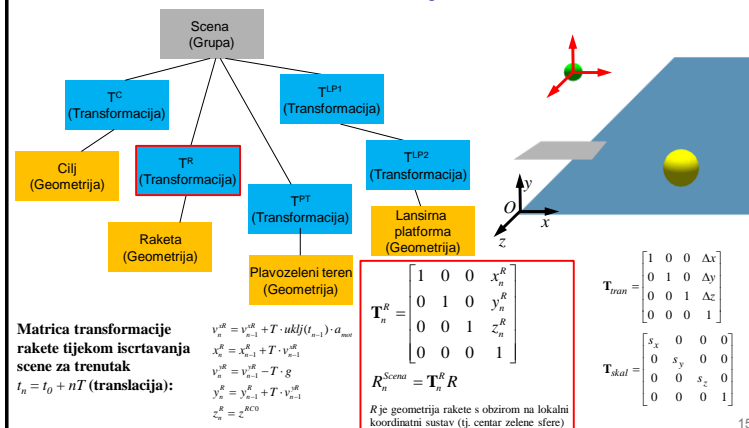 Scena
(Grupa)
T^C
(Transformacija)
T^LP1
(Transformacija)
Cilj
(Geometrija)
T^R
(Transformacija)
T^LP2
(Transformacija)
T^PT
(Transformacija)
Raketa
(Geometrija)
Lansirna
platforma
(Geometrija)
Plavozeleni teren
(Geometrija)
y
O
x
z
Matrica transformacije
rakete tijekom iscrtavanja
scene za trenutak
t_n = t_0 + nT (translacija):
v_n^xR = v_{n-1}^xR + T · uklj(t_{n-1}) · a_mot
x_n^R = x_{n-1}^R + T · v_{n-1}^xR
v_n^yR = v_{n-1}^yR − T · g
y_n^R = y_{n-1}^R + T · v_{n-1}^yR
z_n^R = z^RC0
T_n^R = [1 0 0 x_n^R
0 1 0 y_n^R
0 0 1 z_n^R
0 0 0 1]
R_n^Scena = T_n^R R
R je geometrija rakete s obzirom na lokalni
koordinatni sustav (tj. centar zelene sfere)
T_tran = [1 0 0 Δx
0 1 0 Δy
0 0 1 Δz
0 0 0 1]
T_skal = [s_x 0 0 0
0 s_y 0 0
0 0 s_z 0
0 0 0 1]
15